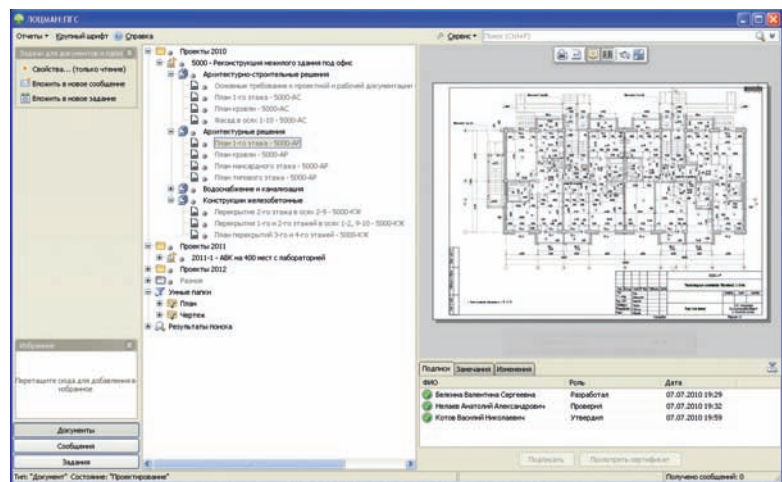 ЛОЦМАН:ПГС
Отчеты Крупный шрифт Справка
Сервис Поиск (Ctrl+F)
Задачи для документов и папок
Свойства... (только чтение)
Вложить в новое сообщение
Вложить в новое задание
Проекты 2010
5000 - Реконструкция нежилого здания под офис
Архитектурно-строительные решения
Основные требования к проектной и рабочей документации
План 1-го этажа - 5000-АС
План кровли - 5000-АС
Фасад в осях 1-10 - 5000-АС
Архитектурные решения
План 1-го этажа - 5000-АР
План кровли - 5000-АР
План мансардного этажа - 5000-АР
План типового этажа - 5000-АР
Водоснабжение и канализация
Конструкции железобетонные
Перекрытие 2-го этажа в осях 2-9 - 5000-КЖ
Перекрытие 1-го и 2-го этажей в осях 1-2, 9-10 - 5000-КЖ
План перекрытий 3-го и 4-го этажей - 5000-КЖ
Проекты 2011
2011-1 - АБК на 400 мест с лабораторией
Проекты 2012
Разное
Умные папки
План
Чертеж
Результаты поиска
Избранное
Перетащите сюда для добавления в
избранное
Документы
Сообщения
Задания
Подписи Замечания Изменения
ФИО Роль Дата
Белкина Валентина Сергеевна Разработал 07.07.2010 19:29
Нелаев Анатолий Александрович Проверил 07.07.2010 19:32
Котов Василий Николаевич Утвердил 07.07.2010 19:59
Подписать Посмотреть сертификат
Тип: "Документ" Состояние: "Проектирование" Получено сообщений: 0